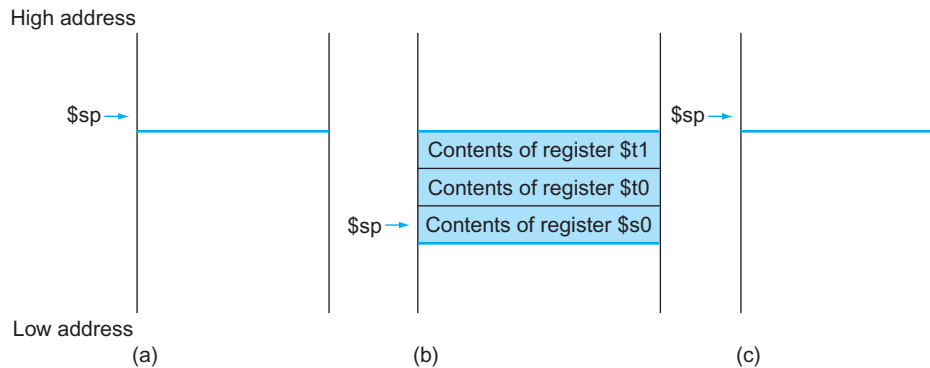 High address
$sp
$sp
Contents of register $t1
Contents of register $t0
$sp
Contents of register $s0
Low address
(a)
(b)
(c)